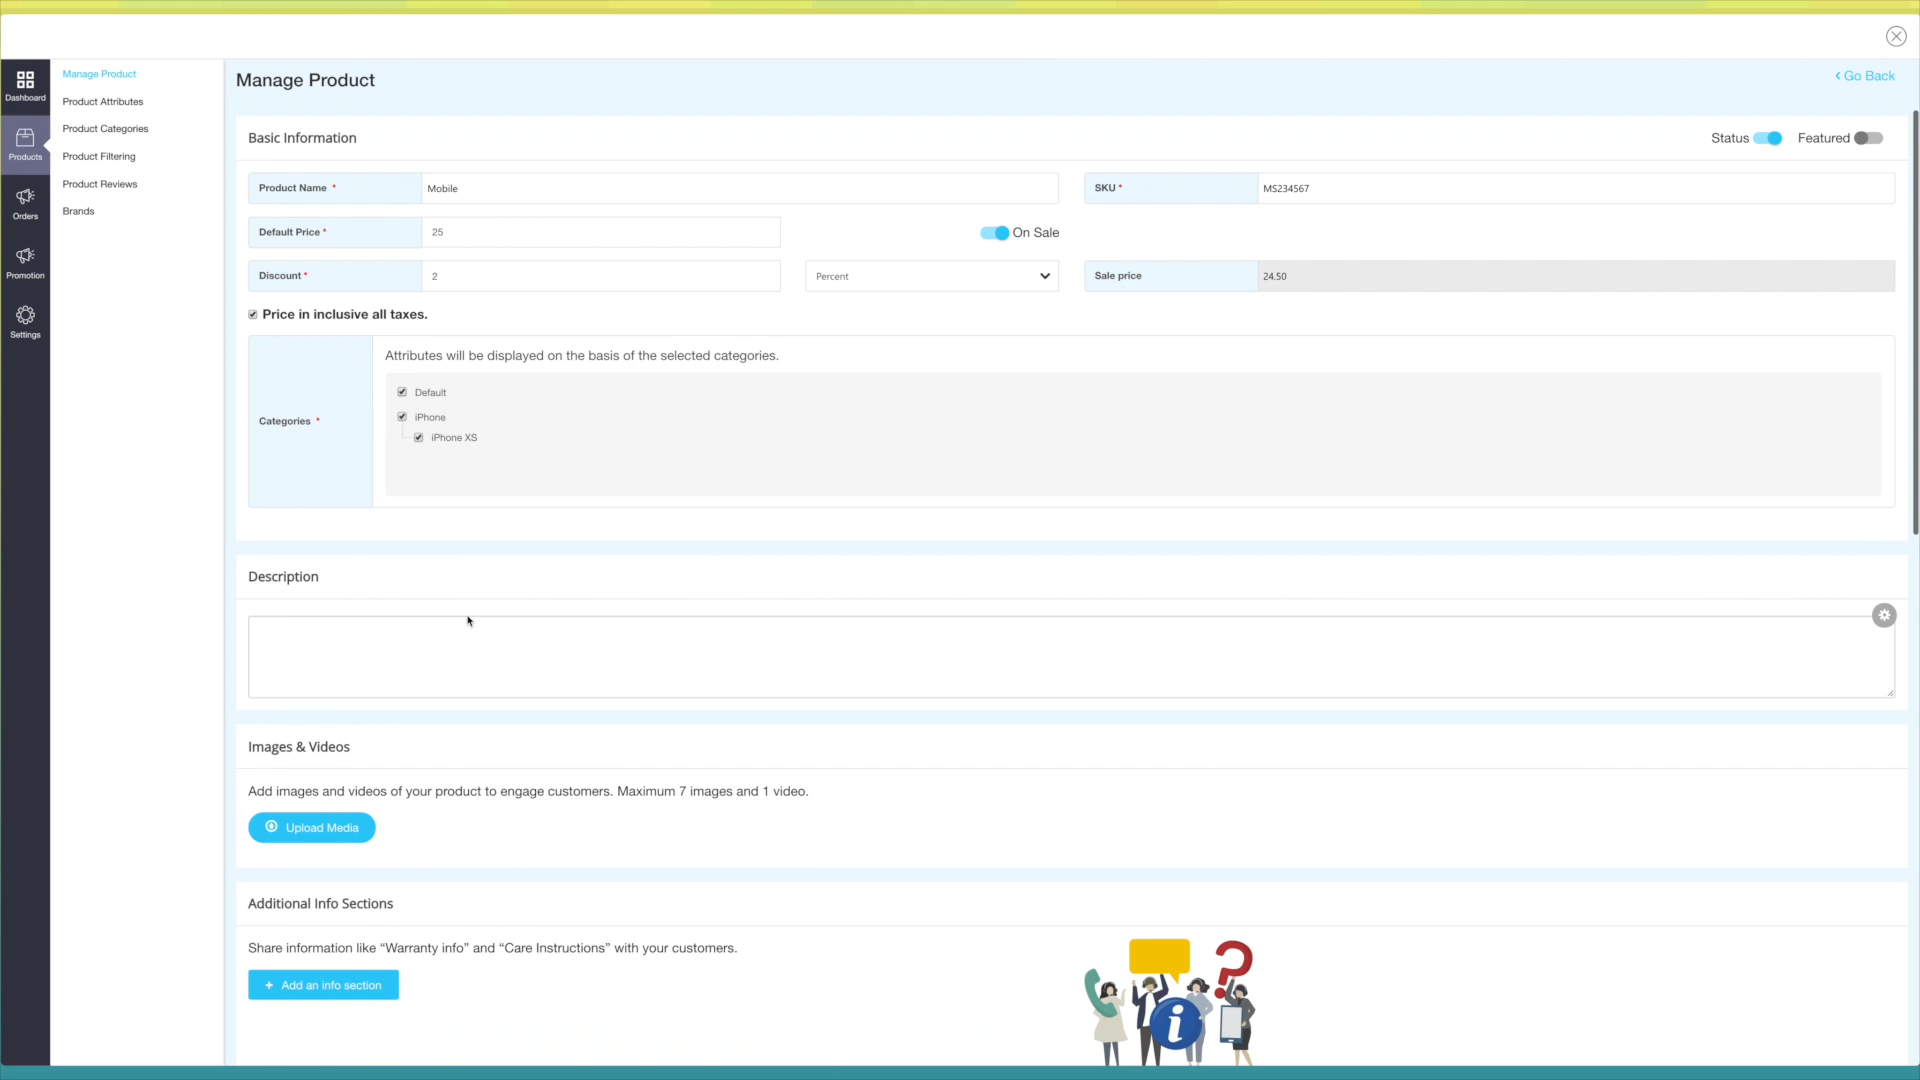 Dashboard
Products
Orders
Promotion
Settings
Manage Product
Product Attributes
Product Categories
Product Filtering
Product Reviews
Brands
Manage Product
Go Back
Basic Information
Status
Featured
Product Name *
Mobile
SKU *
MS234567
Default Price *
25
On Sale
Discount *
2
Percent
Sale price
24.50
Price in inclusive all taxes.
Categories *
Attributes will be displayed on the basis of the selected categories.
Default
iPhone
iPhone XS
Description
Images & Videos
Add images and videos of your product to engage customers. Maximum 7 images and 1 video.
Upload Media
Additional Info Sections
Share information like “Warranty info” and “Care Instructions” with your customers.
+ Add an info section
?
i